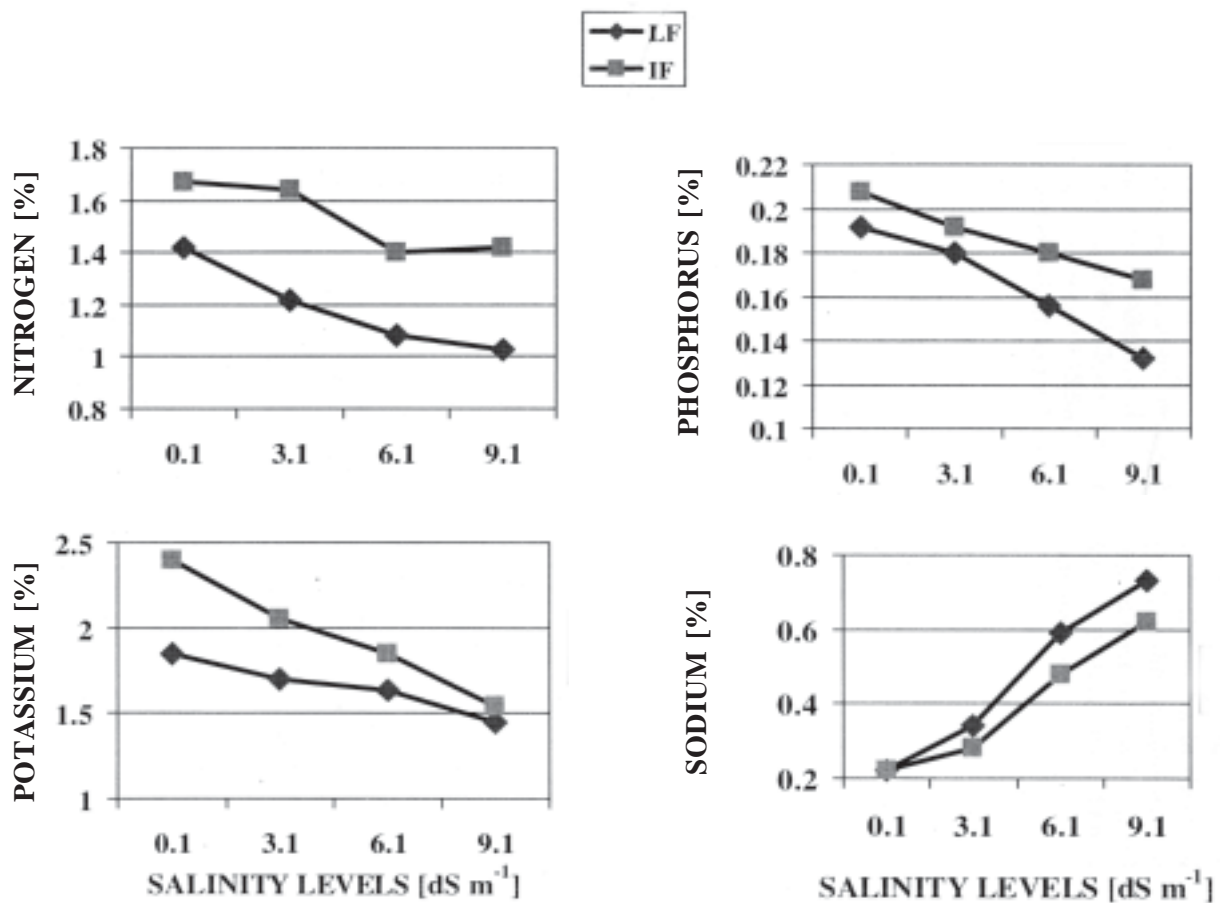 LF
IF
NITROGEN [%]
1.8
1.6
1.4
1.2
1
0.8
0.1 3.1 6.1 9.1
PHOSPHORUS [%]
0.22
0.2
0.18
0.16
0.14
0.12
0.1
0.1 3.1 6.1 9.1
POTASSIUM [%]
2.5
2
1.5
1
0.1 3.1 6.1 9.1
SALINITY LEVELS [dS m⁻¹]
SODIUM [%]
0.8
0.6
0.4
0.2
0.1 3.1 6.1 9.1
SALINITY LEVELS [dS m⁻¹]